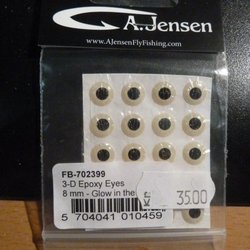 A.Jensen
www.AJensenFlyFishing.com
FB-702399
3-D Epoxy Eyes
8 mm - Glow in the
35.00
5 704041 010459